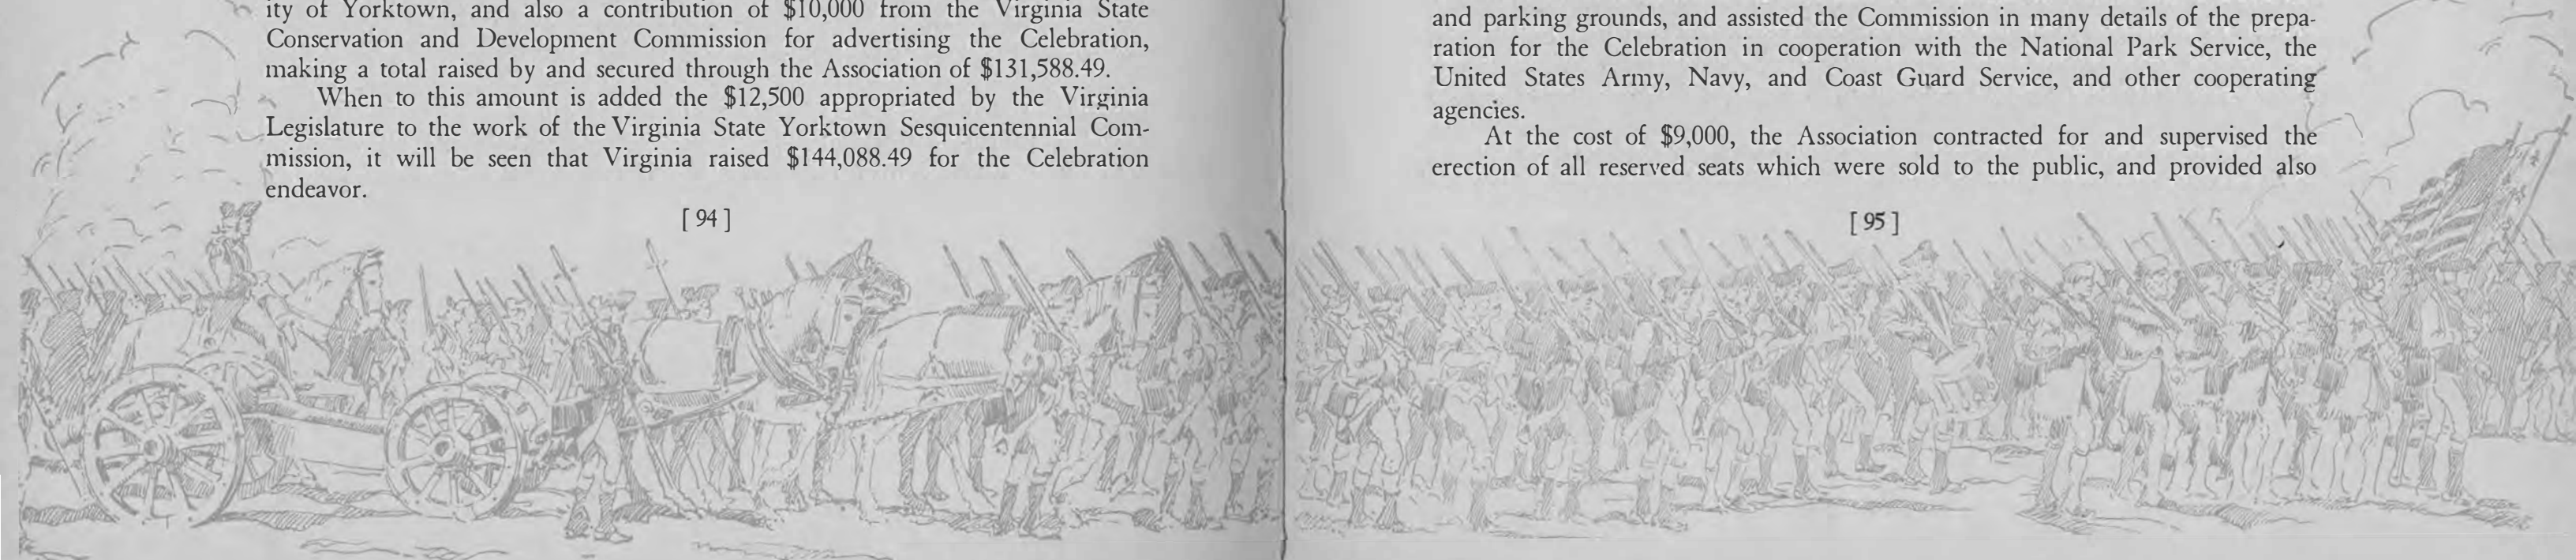 ity of Yorktown, and also a contribution of $10,000 from the Virginia State
Conservation and Development Commission for advertising the Celebration,
making a total raised by and secured through the Association of $131,588.49.
When to this amount is added the $12,500 appropriated by the Virginia
Legislature to the work of the Virginia State Yorktown Sesquicentennial Com-
mission, it will be seen that Virginia raised $144,088.49 for the Celebration
endeavor.
[ 94 ]
and parking grounds, and assisted the Commission in many details of the prepa-
ration for the Celebration in cooperation with the National Park Service, the
United States Army, Navy, and Coast Guard Service, and other cooperating
agencies.
At the cost of $9,000, the Association contracted for and supervised the
erection of all reserved seats which were sold to the public, and provided also
[ 95 ]